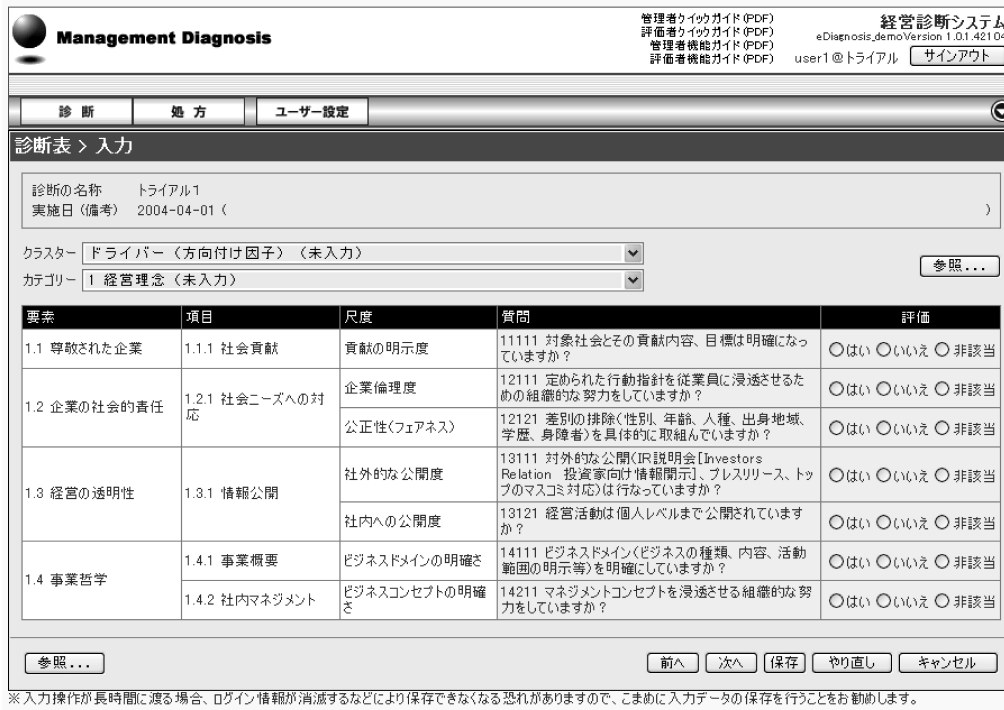 Management Diagnosis
管理者クイックガイド(PDF)
評価者クイックガイド(PDF)
管理者機能ガイド(PDF)
評価者機能ガイド(PDF)
経営診断システム
eDiagnosis_demoVersion 1.0.1.42104
user1@トライアル サインアウト
診 断 処 方 ユーザー設定
診断表 > 入力
診断の名称 トライアル1
実施日(備考) 2004-04-01 ( )
クラスター ドライバー(方向付け因子)(未入力)
カテゴリー 1 経営理念(未入力)
参照...
要素 項目 尺度 質問 評価
1.1 尊敬された企業 1.1.1 社会貢献 貢献の明示度
11111 対象社会とその貢献内容、目標は明確になっ
ていますか?
はい いいえ 非該当
1.2 企業の社会的責任
1.2.1 社会ニーズへの対
応
企業倫理度
12111 定められた行動指針を従業員に浸透させるた
めの組織的な努力をしていますか?
はい いいえ 非該当
公正性(フェアネス)
12121 差別の排除(性別、年齢、人種、出身地域、
学歴、身障者)を具体的に取組んでいますか?
はい いいえ 非該当
1.3 経営の透明性 1.3.1 情報公開
社外的な公開度
13111 対外的な公開(IR説明会[Investors
Relation 投資家向け情報開示]、プレスリリース、トッ
プのマスコミ対応)は行なっていますか?
はい いいえ 非該当
社内への公開度
13121 経営活動は個人レベルまで公開されています
か?
はい いいえ 非該当
1.4 事業哲学
1.4.1 事業概要 ビジネスドメインの明確さ
14111 ビジネスドメイン(ビジネスの種類、内容、活動
範囲の明示等)を明確にしていますか?
はい いいえ 非該当
1.4.2 社内マネジメント
ビジネスコンセプトの明確
さ
14211 マネジメントコンセプトを浸透させる組織的な努
力をしていますか?
はい いいえ 非該当
参照... 前へ 次へ 保存 やり直し キャンセル
※入力操作が長時間に渡る場合、ログイン情報が消滅するなどにより保存できなくなる恐れがありますので、こまめに入力データの保存を行うことをお勧めします。